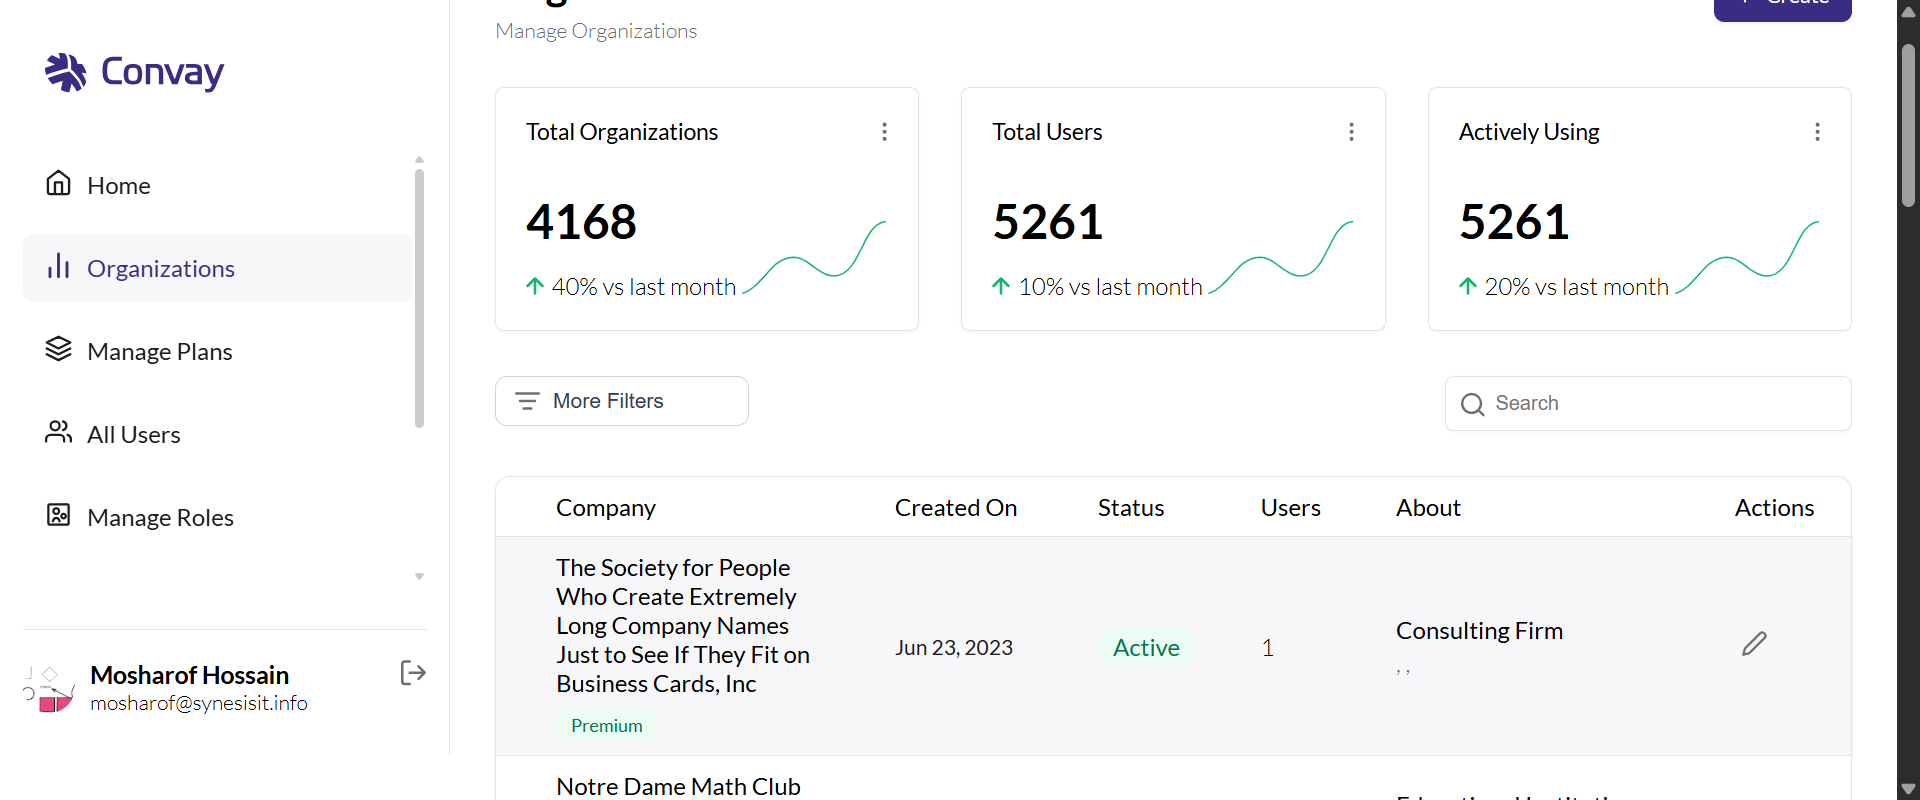 Convay
Home
Organizations
Manage Plans
All Users
Manage Roles
Mosharof Hossain
mosharof@synesisit.info
Manage Organizations
Create
Total Organizations
4168
40% vs last month
Total Users
5261
10% vs last month
Actively Using
5261
20% vs last month
More Filters
Search
Company Created On Status Users About Actions
The Society for People
Who Create Extremely
Long Company Names
Just to See If They Fit on
Business Cards, Inc
Premium
Jun 23, 2023
Active
1
Consulting Firm
, ,
Notre Dame Math Club